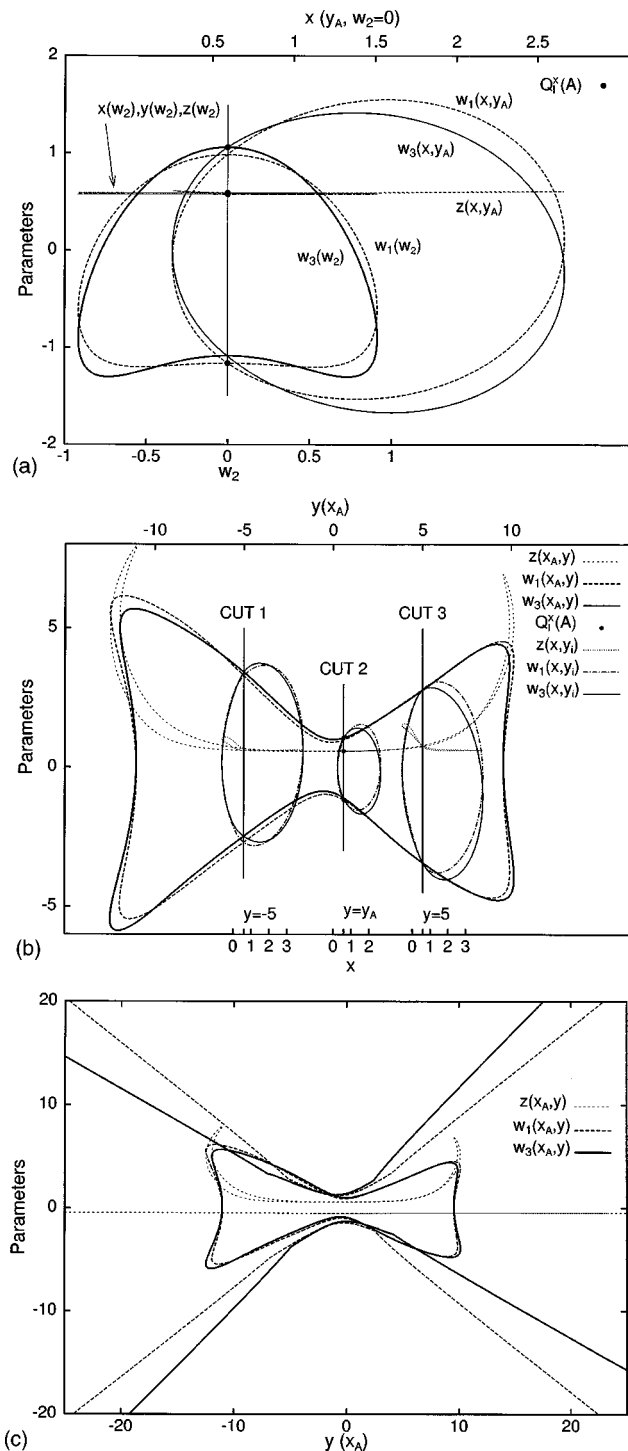 x (y_A, w_2=0)
0 0.5 1 1.5 2 2.5
Q_i^x(A)
x(w_2),y(w_2),z(w_2)
w_1(x,y_A)
w_3(x,y_A)
z(x,y_A)
w_3(w_2)
w_1(w_2)
Parameters
2
1
0
-1
-2
-1 -0.5 0 0.5 1
w_2
(a)
y(x_A)
-10 -5 0 5 10
z(x_A,y)
w_1(x_A,y)
w_3(x_A,y)
Q_i^x(A)
z(x,y_i)
w_1(x,y_i)
w_3(x,y_i)
CUT 1
CUT 2
CUT 3
Parameters
5
0
-5
y=-5 y=y_A y=5
0 1 2 3 0 1 2 0 1 2 3
x
(b)
20
10
0
-10
-20
Parameters
z(x_A,y)
w_1(x_A,y)
w_3(x_A,y)
-20 -10 0 10 20
y (x_A)
(c)